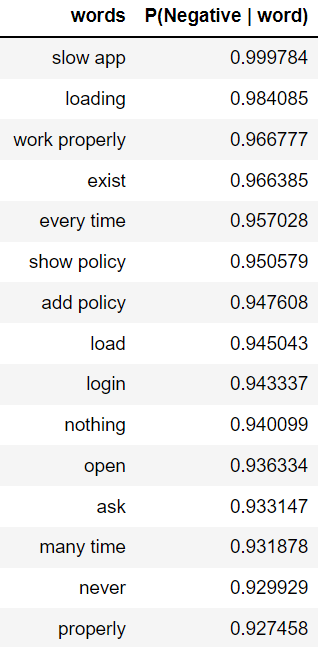 words P(Negative | word)
slow app 0.999784
loading 0.984085
work properly 0.966777
exist 0.966385
every time 0.957028
show policy 0.950579
add policy 0.947608
load 0.945043
login 0.943337
nothing 0.940099
open 0.936334
ask 0.933147
many time 0.931878
never 0.929929
properly 0.927458